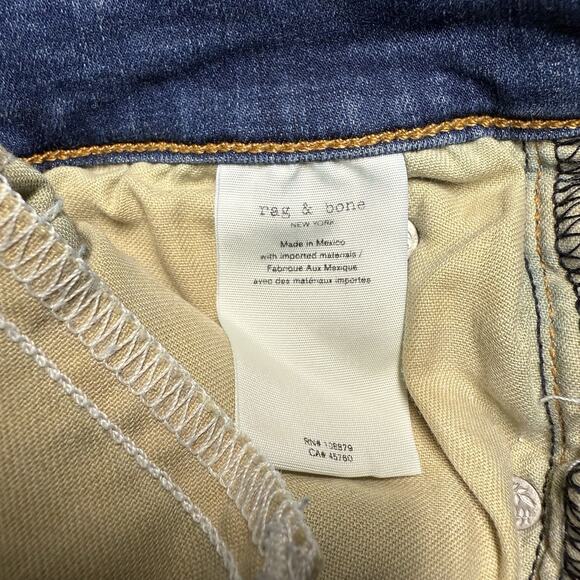 rag & bone
NEW YORK
Made in Mexico
with imported materials /
Fabriqué Aux Mexique
avec des matériaux importés
RN# 108879
CA# 45760